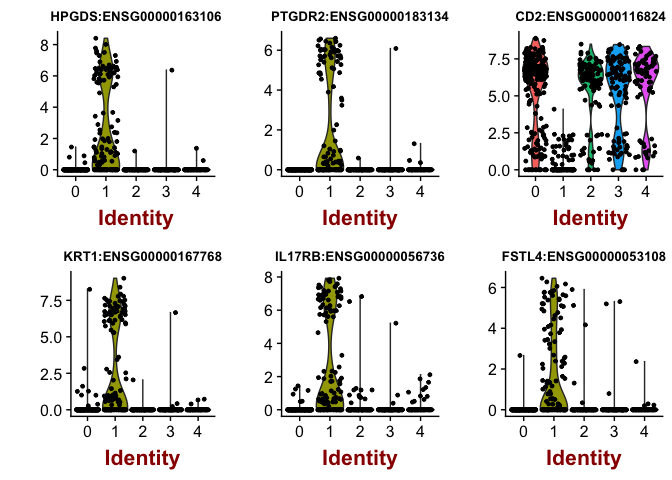 HPGDS:ENSG00000163106
8
6
4
2
0
0 1 2 3 4
Identity
PTGDR2:ENSG00000183134
6
4
2
0
0 1 2 3 4
Identity
CD2:ENSG00000116824
7.5
5.0
2.5
0.0
0 1 2 3 4
Identity
KRT1:ENSG00000167768
7.5
5.0
2.5
0.0
0 1 2 3 4
Identity
IL17RB:ENSG00000056736
8
6
4
2
0
0 1 2 3 4
Identity
FSTL4:ENSG00000053108
6
4
2
0
0 1 2 3 4
Identity